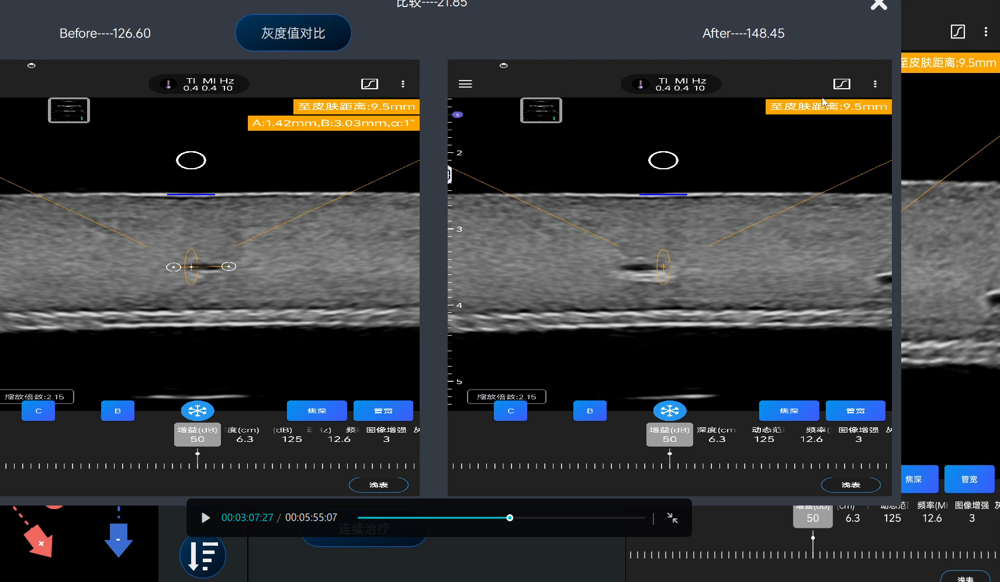 比较----21.85
Before----126.60
灰度值对比
After----148.45
TI MI Hz
0.4 0.4 10
至皮肤距离:9.5mm
A:1.42mm,B:3.03mm,α:1°
1
缩放倍数:2.15
C
B
焦深
管宽
增益(dB)
50
度(cm)
6.3
(dB)
125
12.6
图像增强
3
浅表
TI MI Hz
0.4 0.4 10
至皮肤距离:9.5mm
1
S
2
3
4
5
缩放倍数:2.15
C
B
焦深
管宽
增益(dB)
50
深度(cm
6.3
动态范
125
频率(
12.6
图像增强
3
浅表
至皮肤距离:9.5mm
焦深
管宽
增益(dB)
50
(cm)
6.3
动态范
125
频率(M
12.6
图像增强
3
浅表
00:03:07:27 / 00:05:55:07
连续治疗